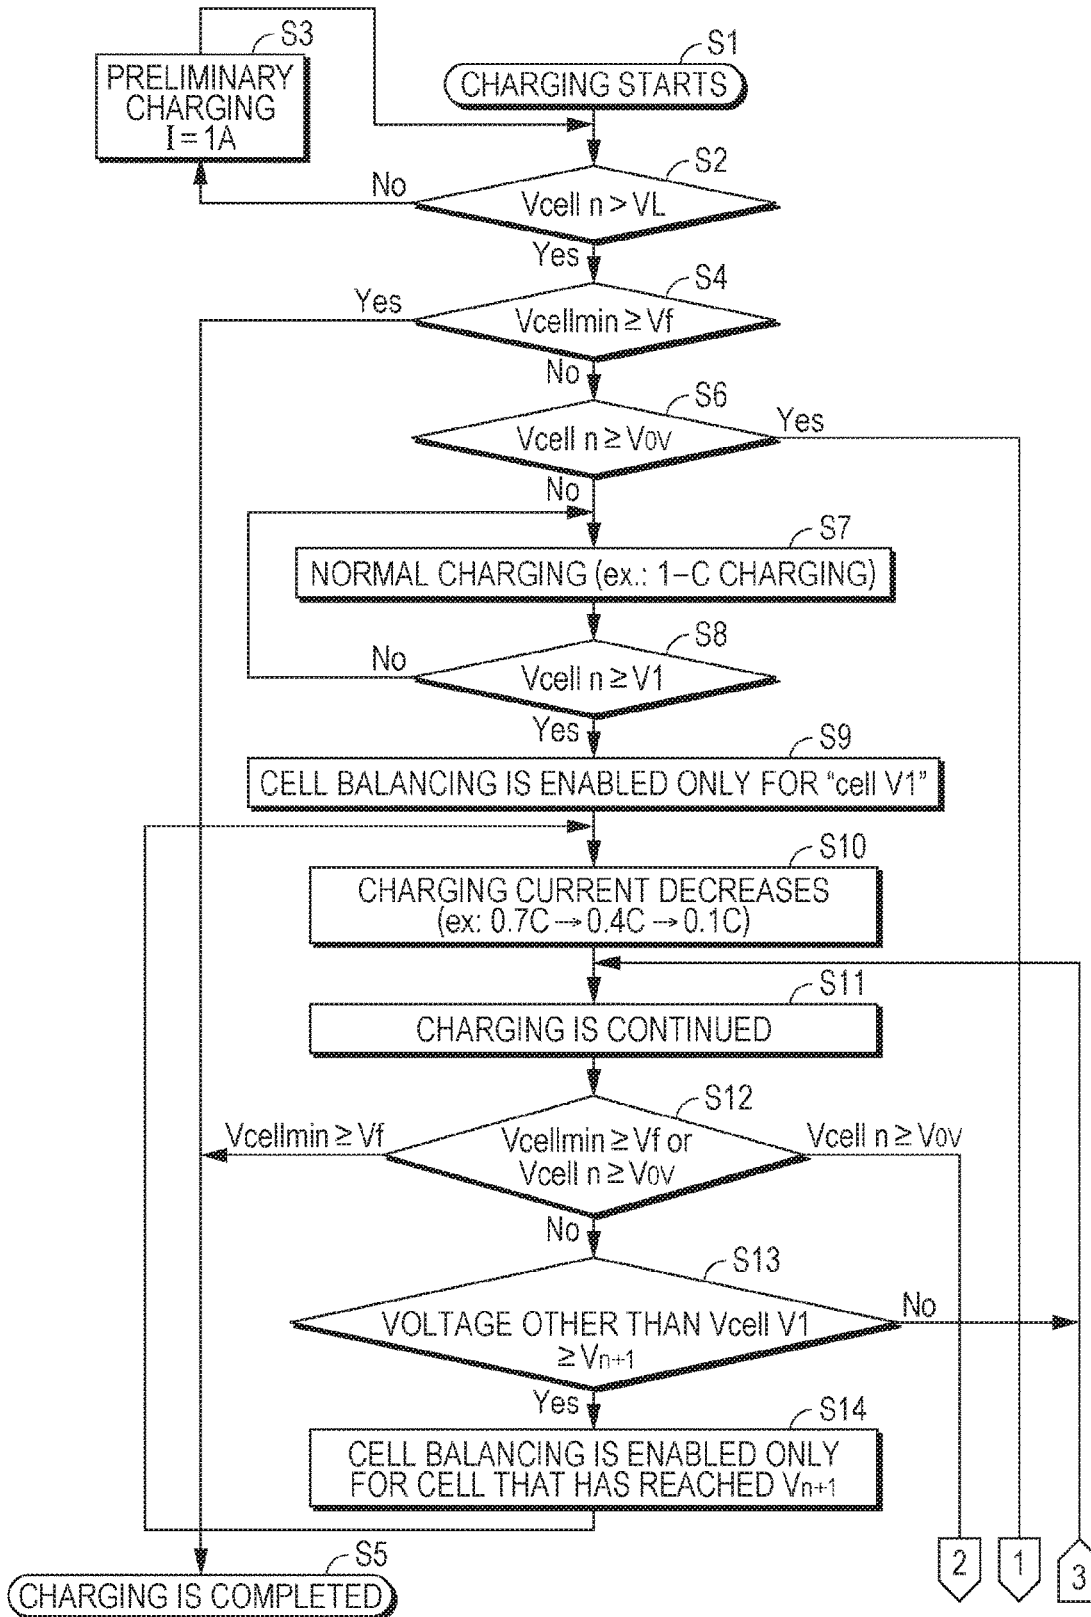 S3
PRELIMINARY
CHARGING
I = 1A
S1
CHARGING STARTS
S2
No
Vcell n > VL
Yes
S4
Yes
Vcellmin ≥ Vf
No
S6
Vcell n ≥ V0V
Yes
No
S7
NORMAL CHARGING (ex.: 1-C CHARGING)
S8
No
Vcell n ≥ V1
Yes
S9
CELL BALANCING IS ENABLED ONLY FOR “cell V1”
S10
CHARGING CURRENT DECREASES
(ex: 0.7C → 0.4C → 0.1C)
S11
CHARGING IS CONTINUED
S12
Vcellmin ≥ Vf
Vcellmin ≥ Vf or
Vcell n ≥ V0V
Vcell n ≥ V0V
No
S13
VOLTAGE OTHER THAN Vcell V1
≥ Vn+1
No
Yes
S14
CELL BALANCING IS ENABLED ONLY
FOR CELL THAT HAS REACHED Vn+1
S5
CHARGING IS COMPLETED
2
1
3